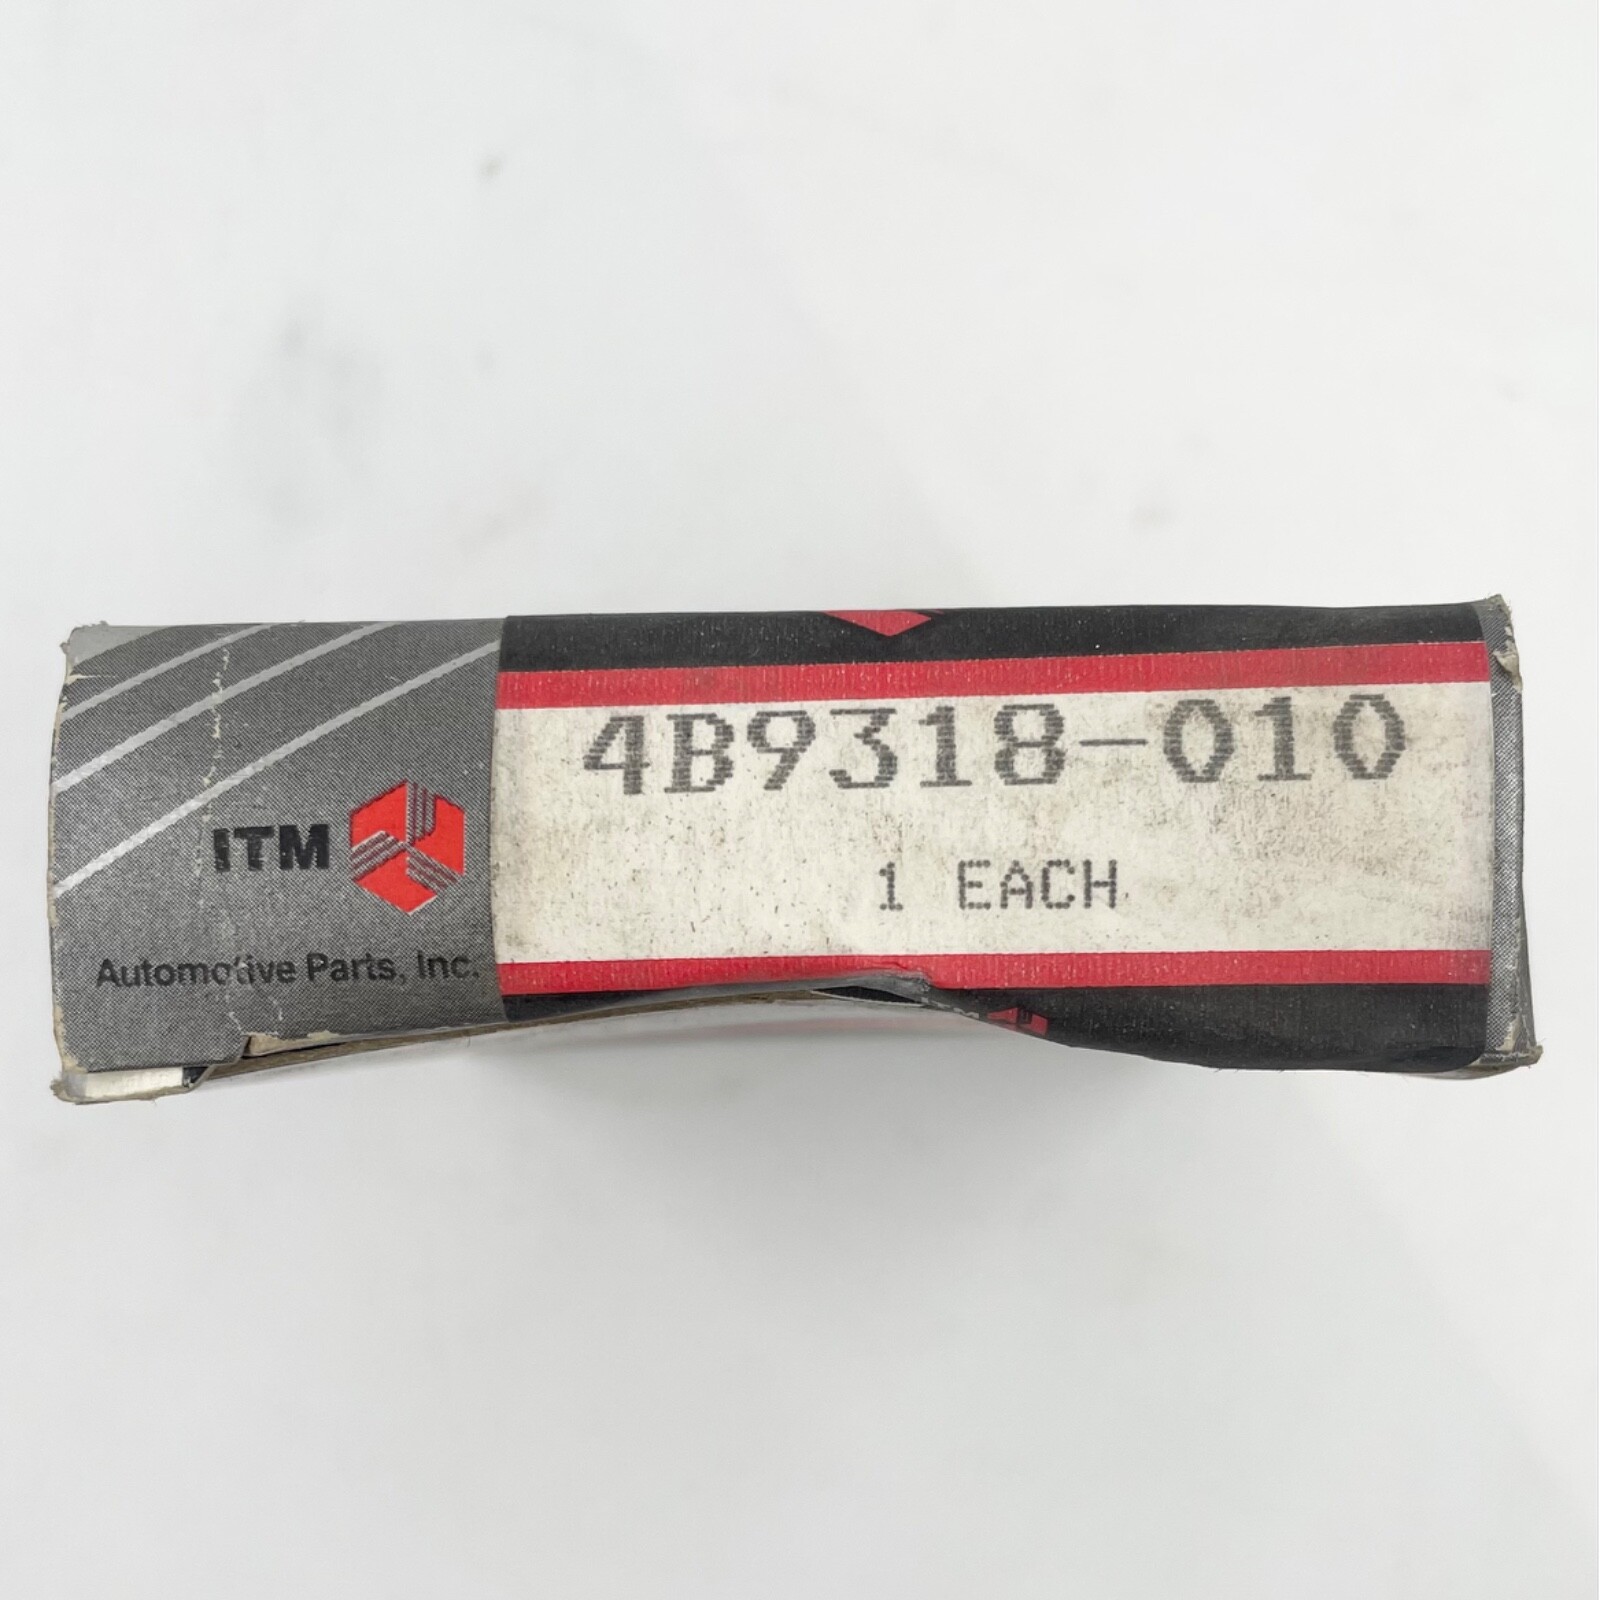 4B9318-010
1 EACH
ITM
Automotive Parts, Inc.